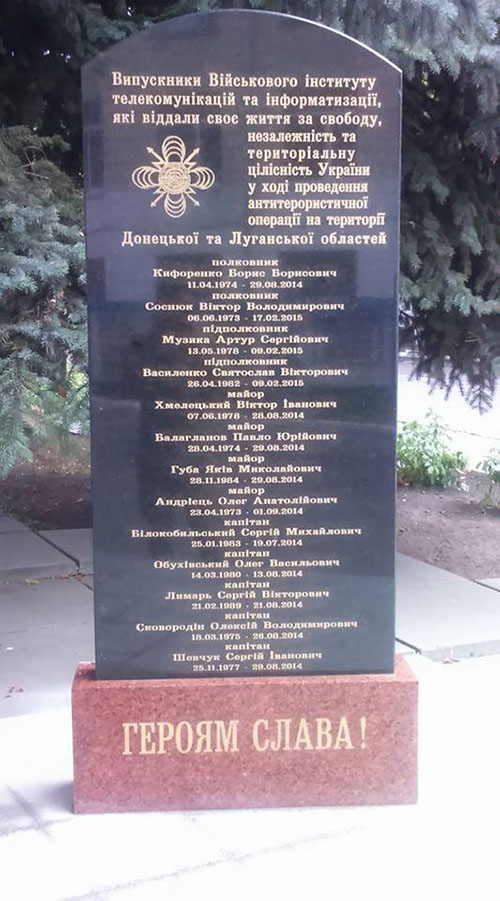 Випускники Військового інституту
телекомунікацій та інформатизації,
які віддали своє життя за свободу,
незалежність та
територіальну
цілісність України
у ході проведення
антитерористичної
операції на території
Донецької та Луганської областей
полковник
Кифоренко Борис Борисович
11.04.1974 - 29.08.2014
полковник
Соснюк Віктор Володимирович
06.06.1973 - 17.02.2015
підполковник
Музика Артур Сергійович
13.05.1978 - 09.02.2015
підполковник
Василенко Святослав Вікторович
26.04.1982 - 09.02.2015
майор
Хмелецький Віктор Іванович
07.06.1978 - 28.08.2014
майор
Балагланов Павло Юрійович
28.04.1974 - 29.08.2014
майор
Губа Яків Миколайович
28.11.1984 - 29.08.2014
майор
Андрієць Олег Анатолійович
23.04.1973 - 01.09.2014
капітан
Білокобильський Сергій Михайлович
25.01.1983 - 19.07.2014
капітан
Обухівський Олег Васильович
14.03.1980 - 13.08.2014
капітан
Лимарь Сергій Вікторович
21.02.1989 - 21.08.2014
капітан
Сковородін Олексій Володимирович
18.03.1975 - 26.08.2014
капітан
Шевчук Сергій Іванович
25.11.1977 - 29.08.2014
ГЕРОЯМ СЛАВА!